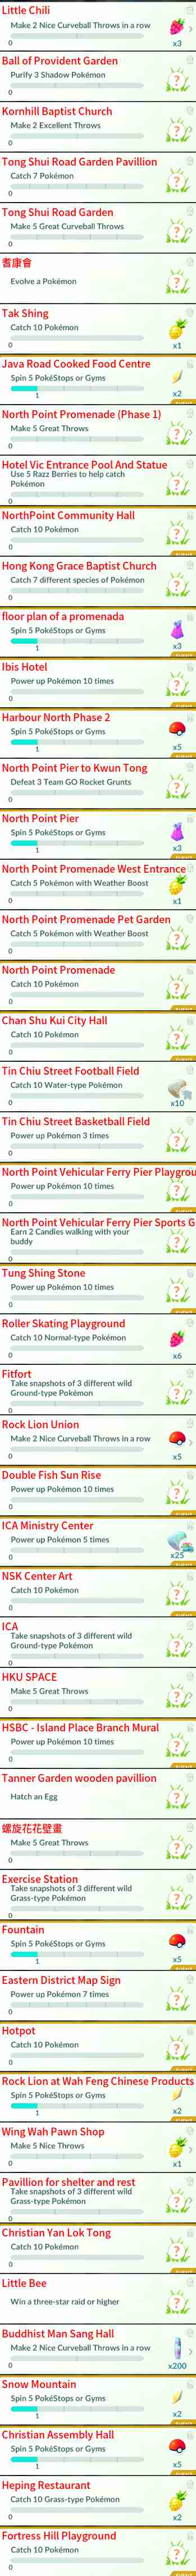 Little Chili
Make 2 Nice Curveball Throws in a row
0
x3
Ball of Provident Garden
Purify 3 Shadow Pokémon
0
Kornhill Baptist Church
Make 2 Excellent Throws
0
Tong Shui Road Garden Pavillion
Catch 7 Pokémon
0
Tong Shui Road Garden
Make 5 Great Curveball Throws
0
耆康會
Evolve a Pokémon
Tak Shing
Catch 10 Pokémon
0
x1
Java Road Cooked Food Centre
Spin 5 PokéStops or Gyms
1
x2
North Point Promenade (Phase 1)
Make 5 Great Throws
0
Hotel Vic Entrance Pool And Statue
Use 5 Razz Berries to help catch
Pokémon
0
NorthPoint Community Hall
Catch 10 Pokémon
0
Hong Kong Grace Baptist Church
Catch 7 different species of Pokémon
0
floor plan of a promenada
Spin 5 PokéStops or Gyms
1
x3
Ibis Hotel
Power up Pokémon 10 times
0
Harbour North Phase 2
Spin 5 PokéStops or Gyms
1
x5
North Point Pier to Kwun Tong
Defeat 3 Team GO Rocket Grunts
0
North Point Pier
Spin 5 PokéStops or Gyms
1
x3
North Point Promenade West Entrance
Catch 5 Pokémon with Weather Boost
0
x1
North Point Promenade Pet Garden
Catch 5 Pokémon with Weather Boost
0
North Point Promenade
Catch 10 Pokémon
0
Chan Shu Kui City Hall
Catch 10 Pokémon
0
Tin Chiu Street Football Field
Catch 10 Water-type Pokémon
0
x10
Tin Chiu Street Basketball Field
Power up Pokémon 3 times
0
North Point Vehicular Ferry Pier Playgrou
Power up Pokémon 10 times
0
North Point Vehicular Ferry Pier Sports G
Earn 2 Candies walking with your
buddy
0
Tung Shing Stone
Power up Pokémon 10 times
0
Roller Skating Playground
Catch 10 Normal-type Pokémon
0
x6
Fitfort
Take snapshots of 3 different wild
Ground-type Pokémon
0
Rock Lion Union
Make 2 Nice Curveball Throws in a row
0
x5
Double Fish Sun Rise
Power up Pokémon 10 times
0
ICA Ministry Center
Power up Pokémon 5 times
0
x25
NSK Center Art
Catch 10 Pokémon
0
ICA
Take snapshots of 3 different wild
Ground-type Pokémon
0
HKU SPACE
Make 5 Great Throws
0
HSBC - Island Place Branch Mural
Power up Pokémon 10 times
0
Tanner Garden wooden pavillion
Hatch an Egg
螺旋花花壁畫
Make 5 Great Throws
0
Exercise Station
Take snapshots of 3 different wild
Grass-type Pokémon
0
Fountain
Spin 5 PokéStops or Gyms
1
x5
Eastern District Map Sign
Power up Pokémon 7 times
0
Hotpot
Catch 10 Pokémon
0
Rock Lion at Wah Feng Chinese Products
Spin 5 PokéStops or Gyms
1
x2
Wing Wah Pawn Shop
Make 5 Nice Throws
0
x1
Pavillion for shelter and rest
Take snapshots of 3 different wild
Grass-type Pokémon
0
Christian Yan Lok Tong
Catch 10 Pokémon
0
Little Bee
Win a three-star raid or higher
Buddhist Man Sang Hall
Make 2 Nice Curveball Throws in a row
0
x200
Snow Mountain
Spin 5 PokéStops or Gyms
1
x2
Christian Assembly Hall
Spin 5 PokéStops or Gyms
1
x5
Heping Restaurant
Catch 10 Grass-type Pokémon
0
x2
Fortress Hill Playground
Catch 10 Pokémon
0